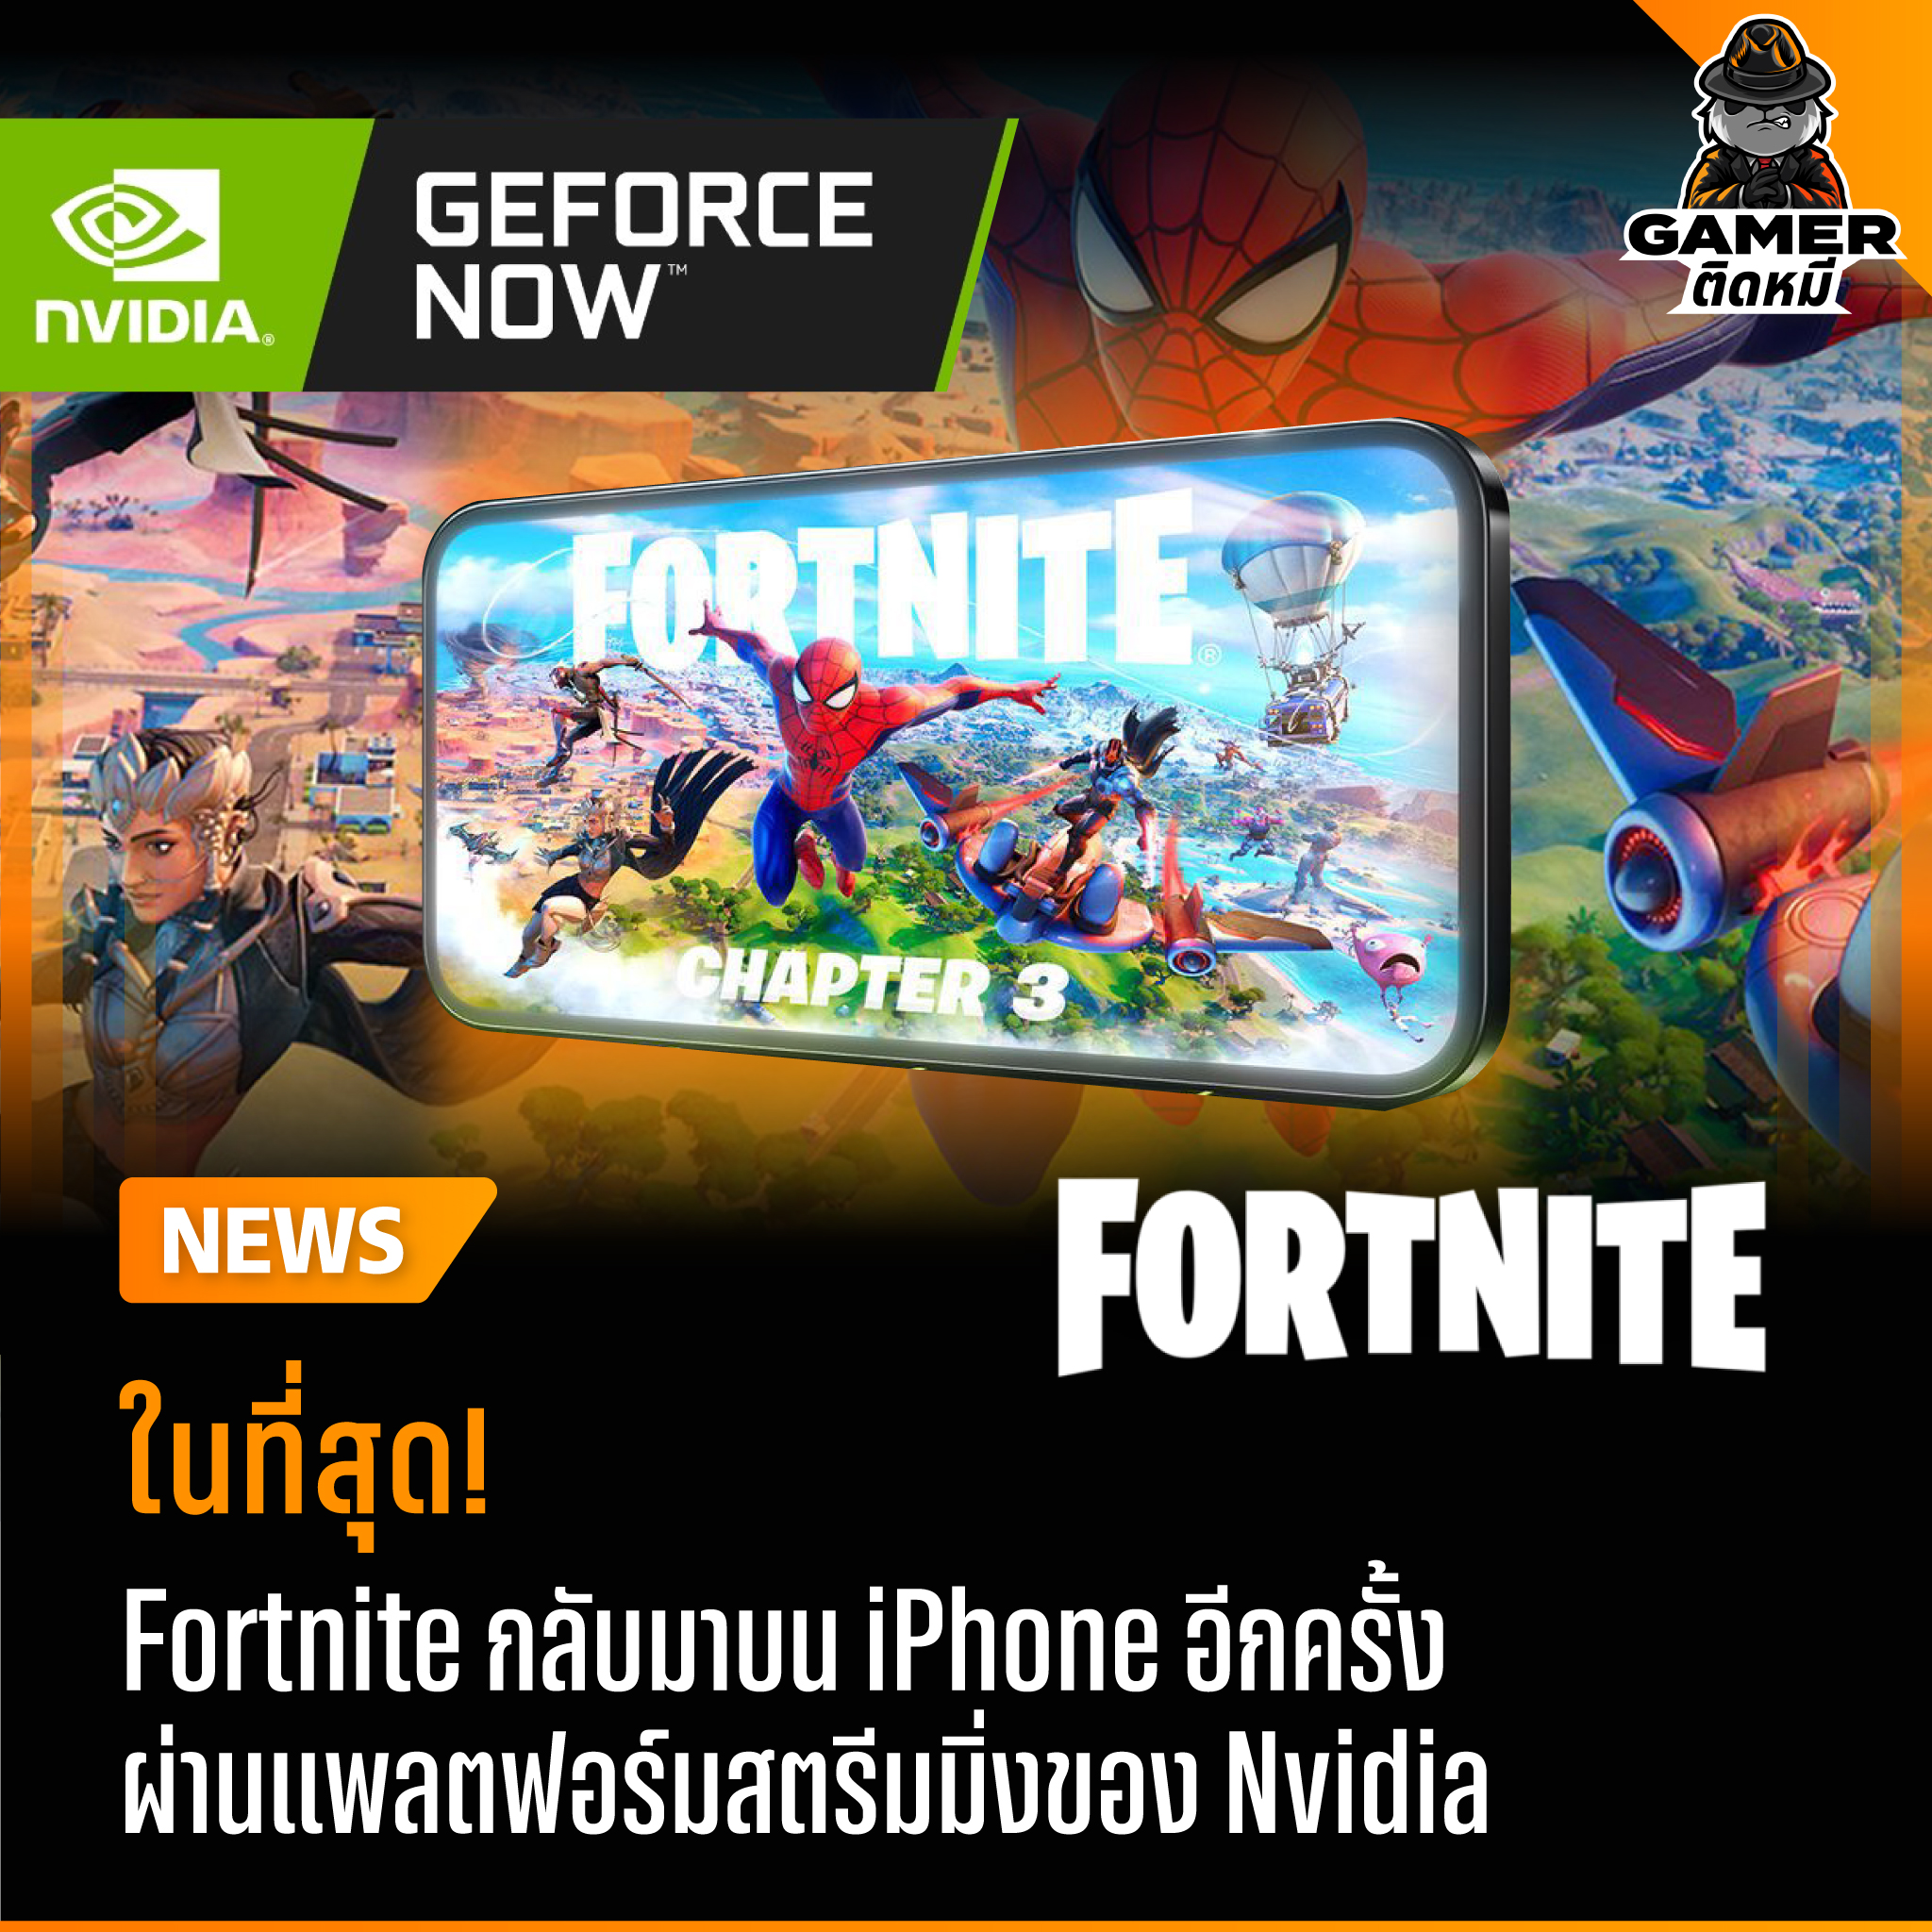 NVIDIA®
GEFORCE
NOW™
GAMER
ติดหมี
FORTNITE®
CHAPTER 3
NEWS
FORTNITE
ในที่สุด!
Fortnite กลับมาบน iPhone อีกครั้ง
ผ่านแพลตฟอร์มสตรีมมิ่งของ Nvidia